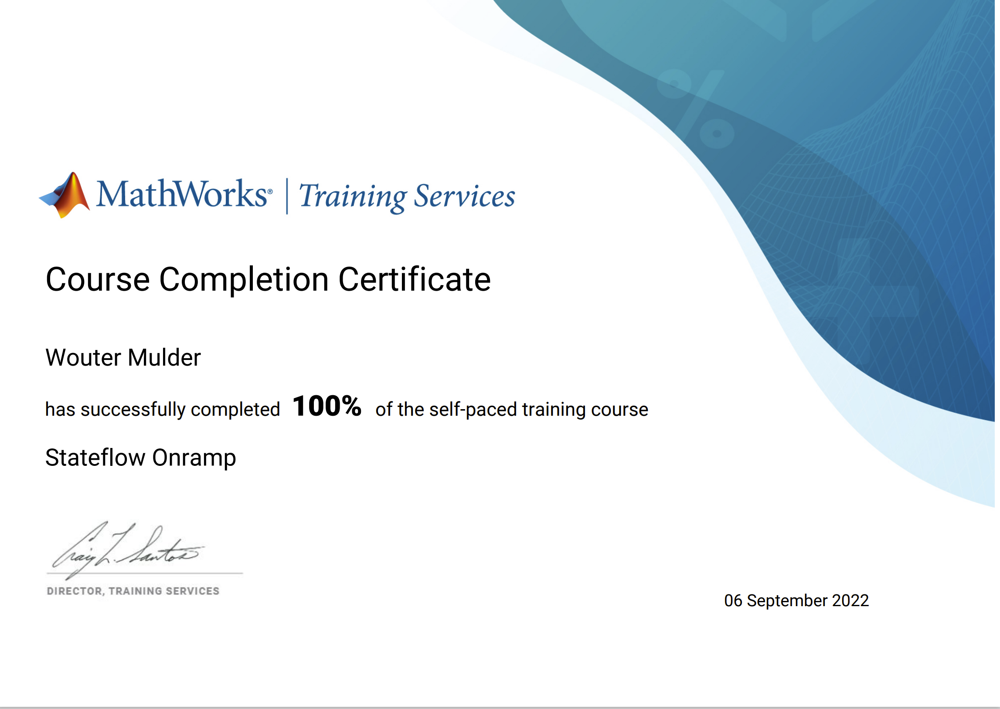 MathWorks® | Training Services
Course Completion Certificate
Wouter Mulder
has successfully completed 100% of the self-paced training course
Stateflow Onramp
Craig L. Santos
DIRECTOR, TRAINING SERVICES
06 September 2022